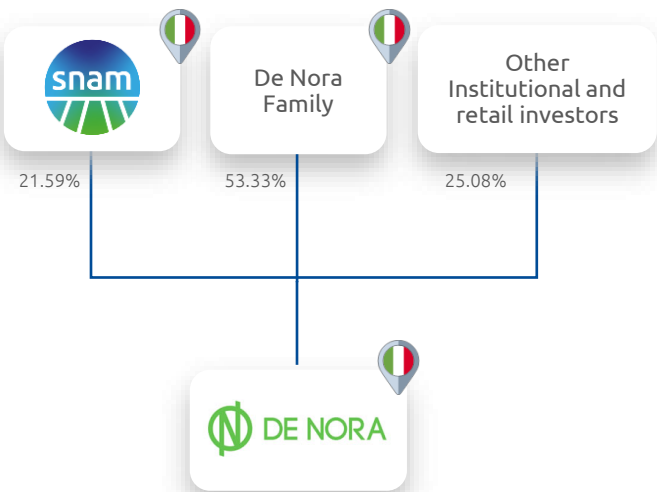 snam
De Nora
Family
Other
Institutional and
retail investors
21.59%
53.33%
25.08%
DE NORA